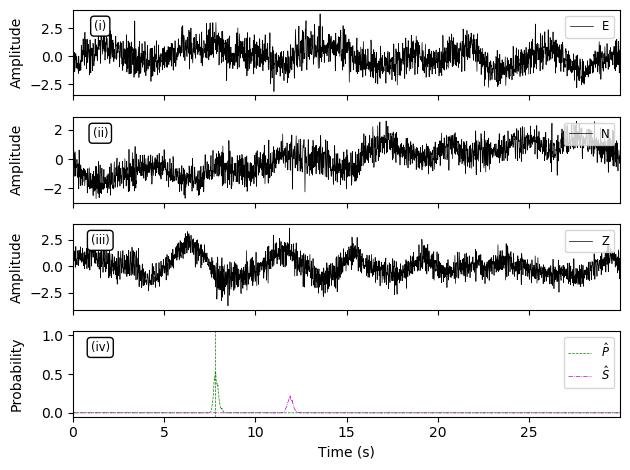 Amplitude
2.5
0.0
−2.5
(i)
E
Amplitude
2
0
−2
(ii)
N
Amplitude
2.5
0.0
−2.5
(iii)
Z
Probability
1.0
0.5
0.0
(iv)
P̂
Ŝ
0 5 10 15 20 25
Time (s)